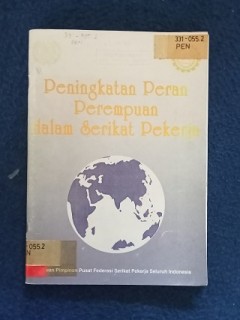 331-055.2
PEN
Peningkatan Peran
Perempuan
dalam Serikat Pekerja
055.2
N
Pimpinan Pusat Federasi Serikat Pekerja Seluruh Indonesia